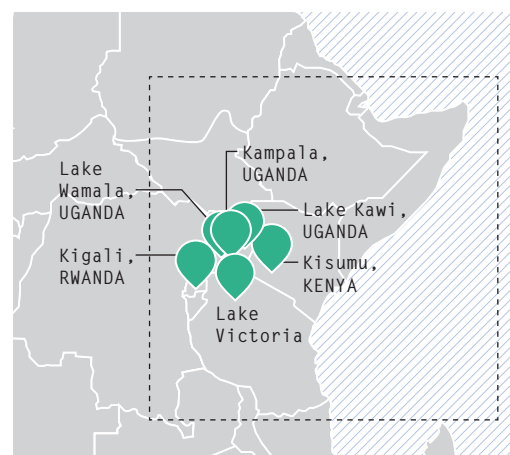 Kampala,
UGANDA
Lake
Wamala,
UGANDA
Lake Kawi,
UGANDA
Kigali,
RWANDA
Kisumu,
KENYA
Lake
Victoria